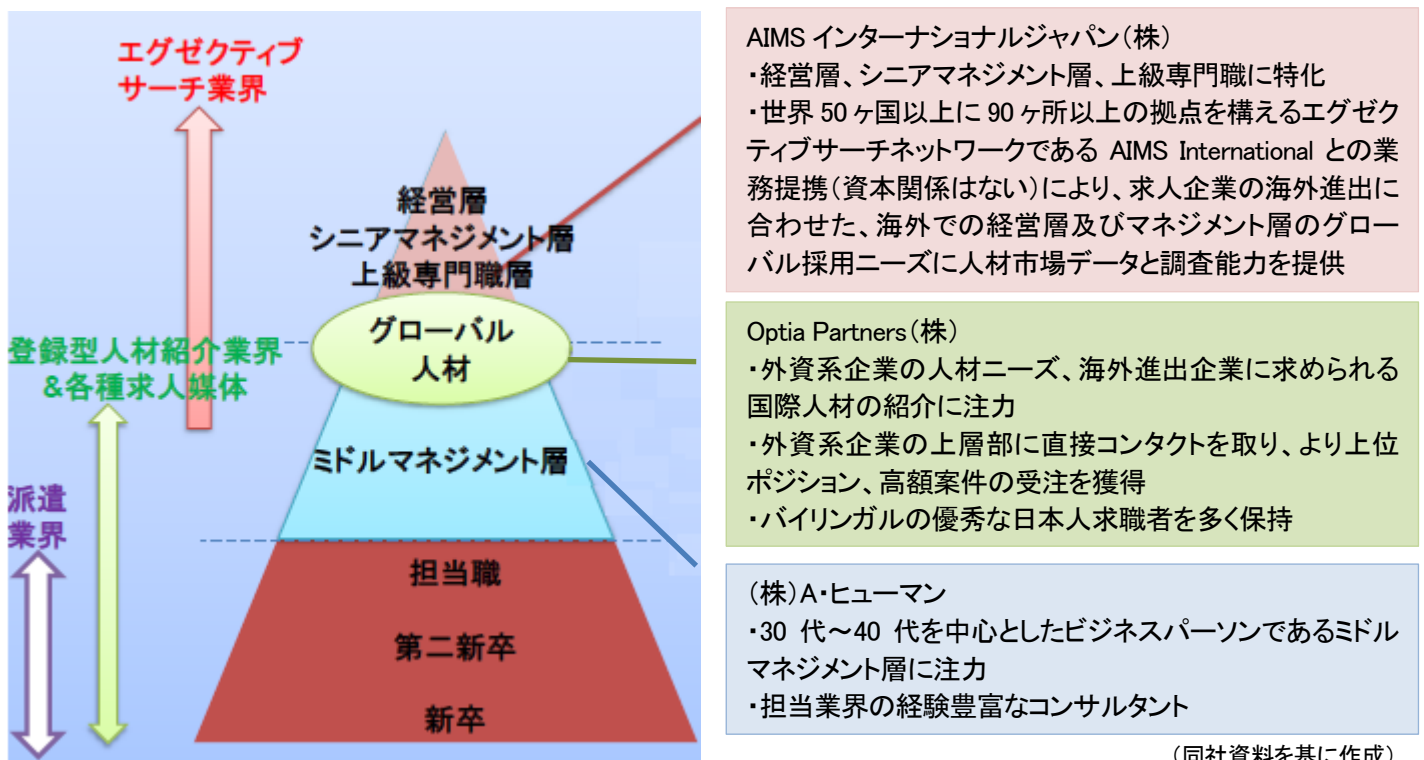 エグゼクティブ
サーチ業界
経営層
シニアマネジメント層
上級専門職層
グローバル
人材
登録型人材紹介業界
&各種求人媒体
ミドルマネジメント層
派遣
業界
担当職
第二新卒
新卒
AIMS インターナショナルジャパン(株)
・経営層、シニアマネジメント層、上級専門職に特化
・世界 50 ヶ国以上に 90 ヶ所以上の拠点を構えるエグゼク
ティブサーチネットワークである AIMS International との業
務提携(資本関係はない)により、求人企業の海外進出に
合わせた、海外での経営層及びマネジメント層のグロー
バル採用ニーズに人材市場データと調査能力を提供
Optia Partners(株)
・外資系企業の人材ニーズ、海外進出企業に求められる
国際人材の紹介に注力
・外資系企業の上層部に直接コンタクトを取り、より上位
ポジション、高額案件の受注を獲得
・バイリンガルの優秀な日本人求職者を多く保持
(株)A・ヒューマン
・30 代~40 代を中心としたビジネスパーソンであるミドル
マネジメント層に注力
・担当業界の経験豊富なコンサルタント
(同社資料を基に作成)